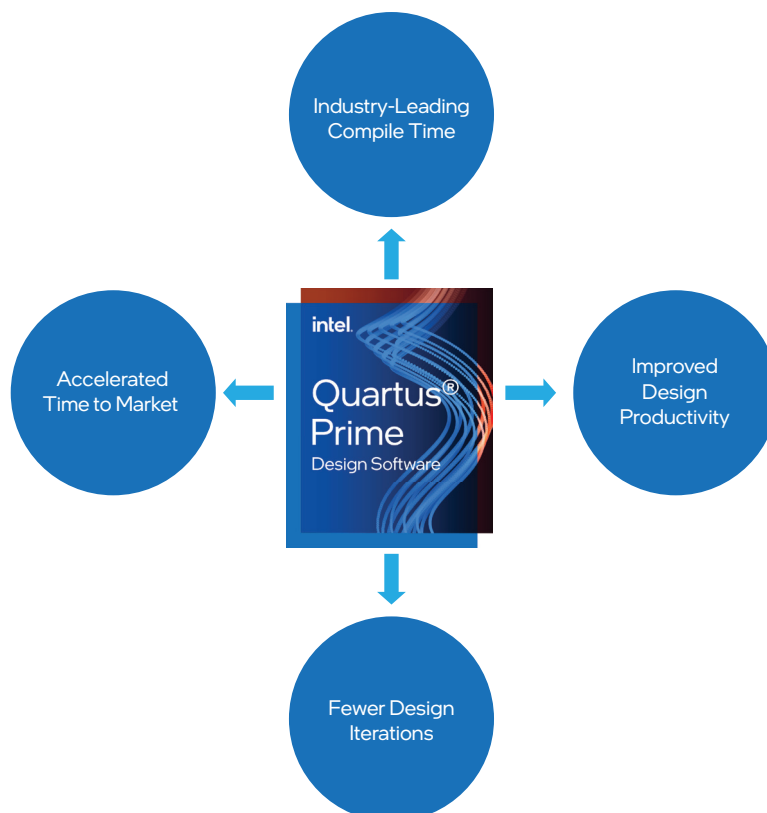 Industry-Leading
Compile Time
Accelerated
Time to Market
intel.
Quartus®
Prime
Design Software
Improved
Design
Productivity
Fewer Design
Iterations